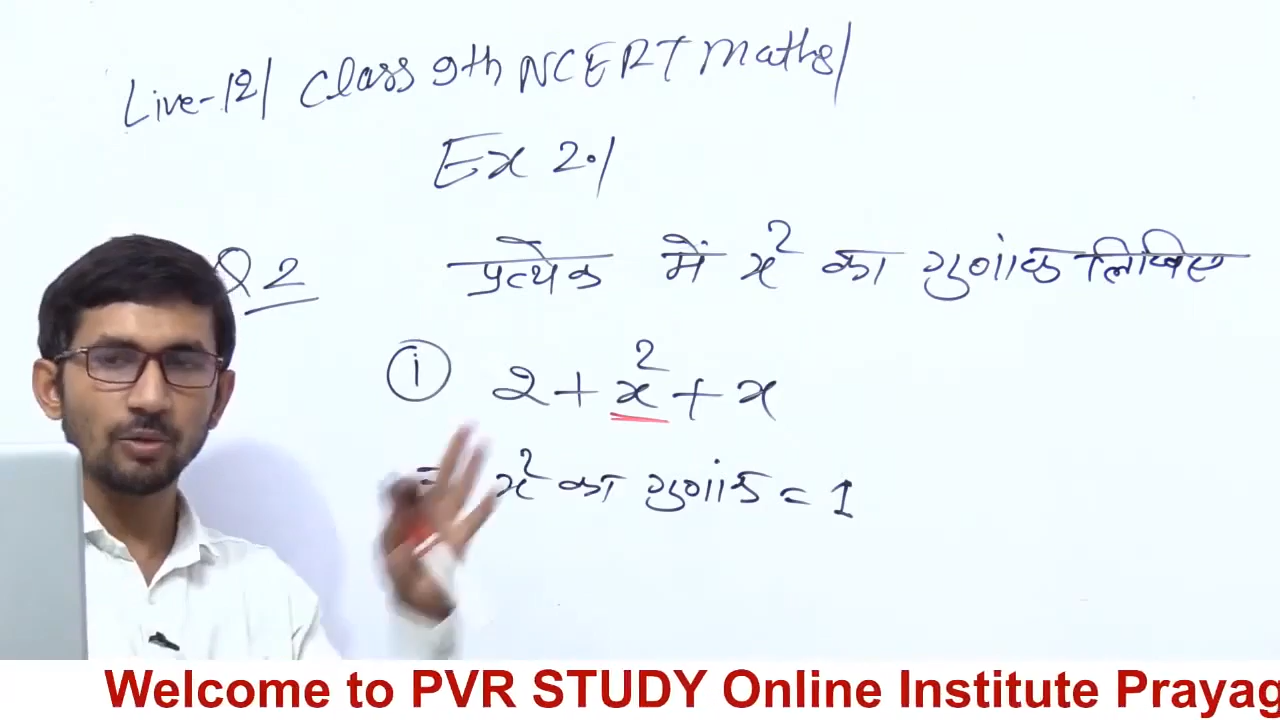 Live-12/ Class 9th NCERT Maths/
Ex 2.1
Q 2 प्रत्येक में x² का गुणांक लिखिए
(i) 2 + x² + x
x² का गुणांक = 1
Welcome to PVR STUDY Online Institute Prayag